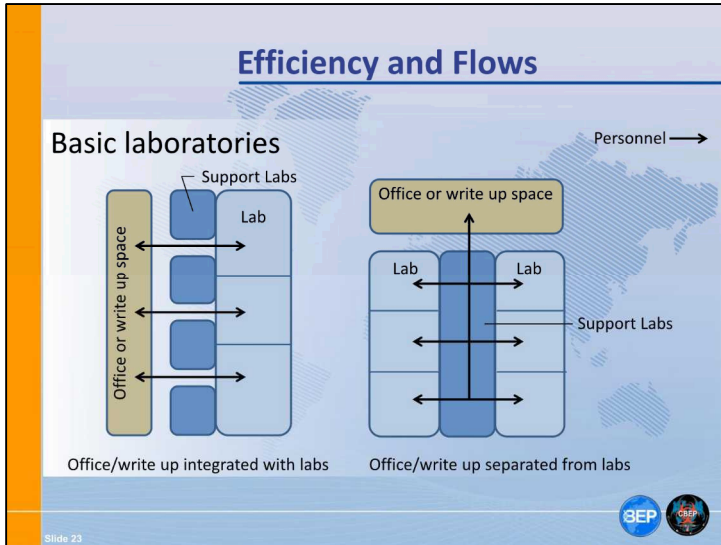 Efficiency and Flows
Basic laboratories
Personnel
Support Labs
Office or write up space
Lab
Office/write up integrated with labs
Office or write up space
Lab
Lab
Support Labs
Office/write up separated from labs
BEP
CBEP
Slide 23